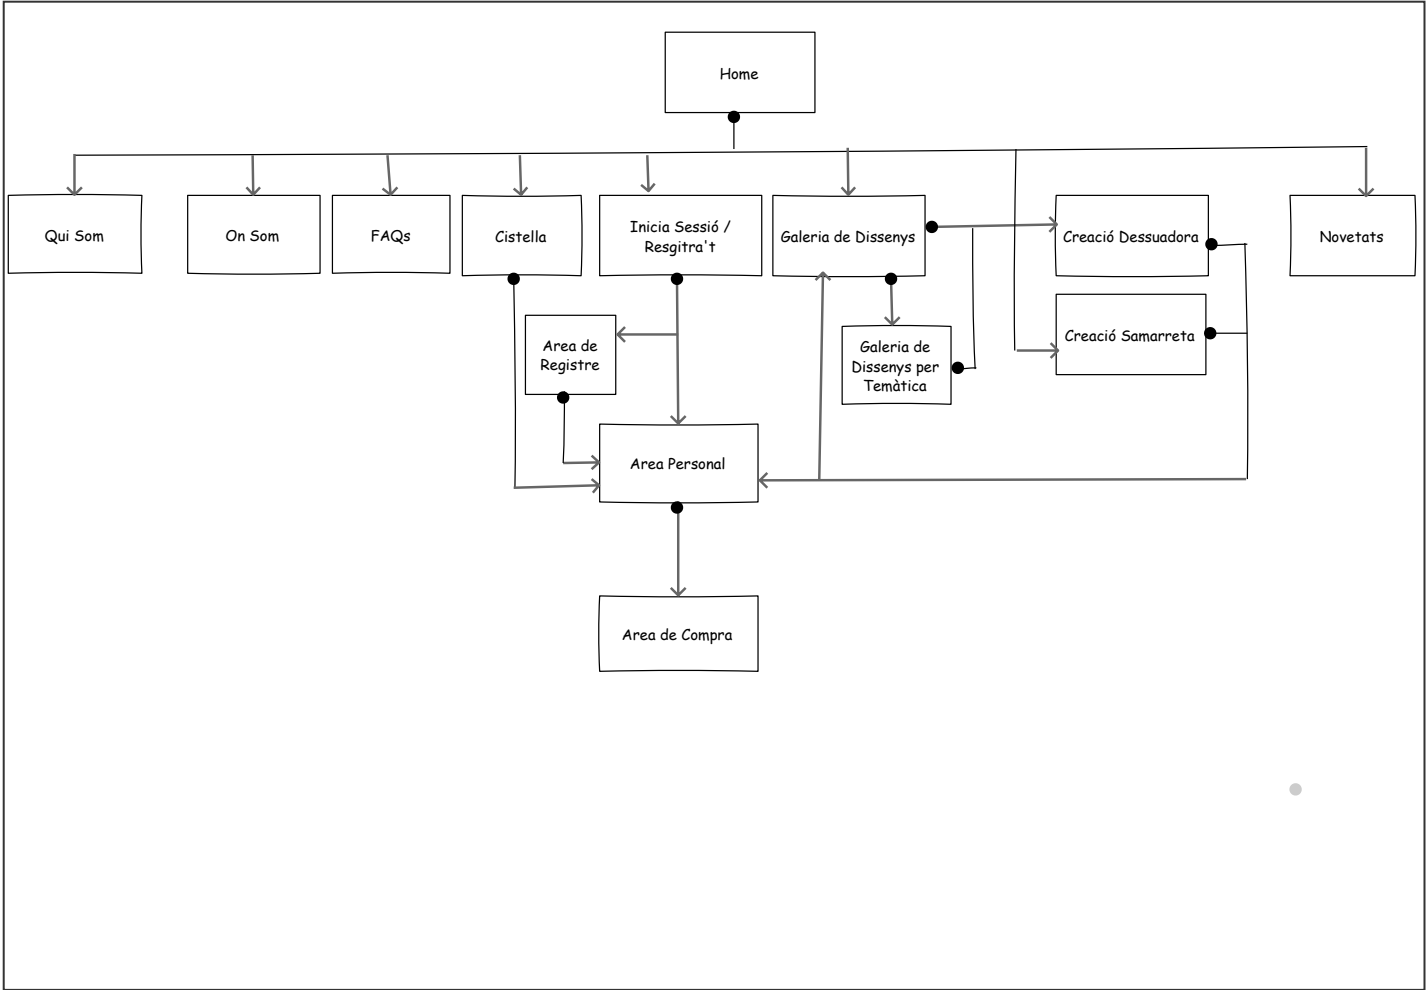 Home
Qui Som
On Som
FAQs
Cistella
Inicia Sessió /
Resgitra't
Galeria de Dissenys
Creació Dessuadora
Novetats
Creació Samarreta
Area de
Registre
Galeria de
Dissenys per
Temàtica
Area Personal
Area de Compra